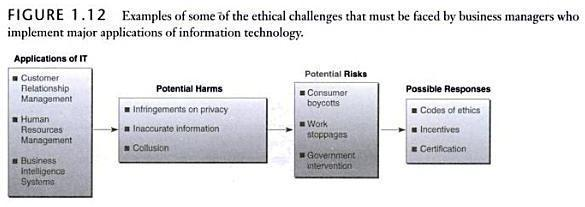 FIGURE 1.12 Examples of some of the ethical challenges that must be faced by business managers who
implement major applications of information technology.
Applications of IT
Customer
Relationship
Management
Human
Resources
Management
Business
Intelligence
Systems
Potential Harms
Infringements on privacy
Inaccurate information
Collusion
Potential Risks
Consumer
boycotts
Work
stoppages
Government
intervention
Possible Responses
Codes of ethics
Incentives
Certification